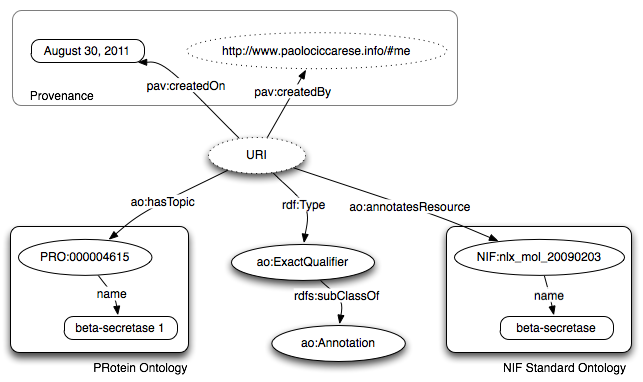 August 30, 2011
http://www.paolociccarese.info/#me
pav:createdOn
pav:createdBy
Provenance
URI
ao:hasTopic
rdf:Type
ao:annotatesResource
PRO:000004615
ao:ExactQualifier
NIF:nlx_mol_20090203
name
rdfs:subClassOf
name
beta-secretase 1
ao:Annotation
beta-secretase
PRotein Ontology
NIF Standard Ontology